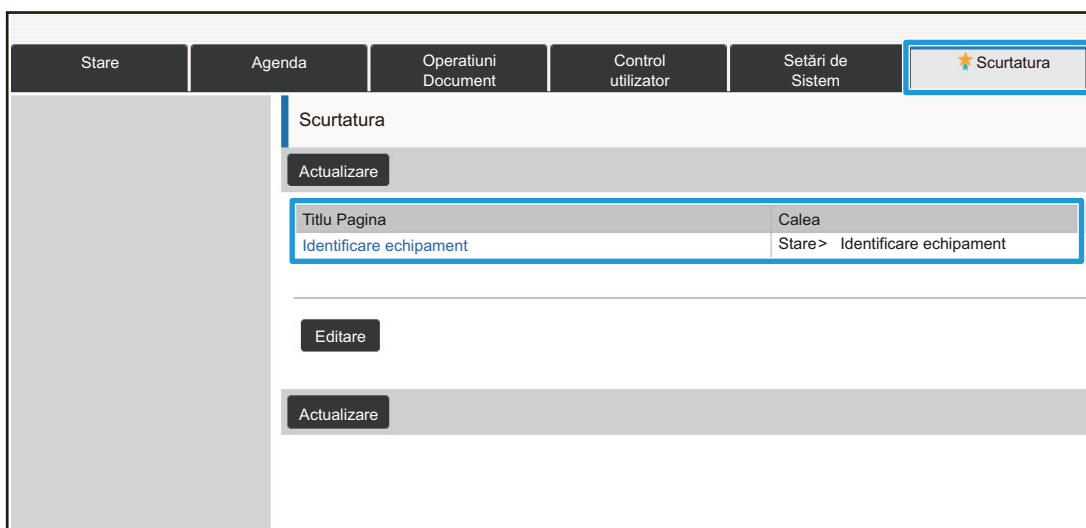 Stare
Agenda
Operatiuni
Document
Control
utilizator
Setări de
Sistem
Scurtatura
Scurtatura
Actualizare
Titlu Pagina Calea
Identificare echipament Stare> Identificare echipament
Editare
Actualizare